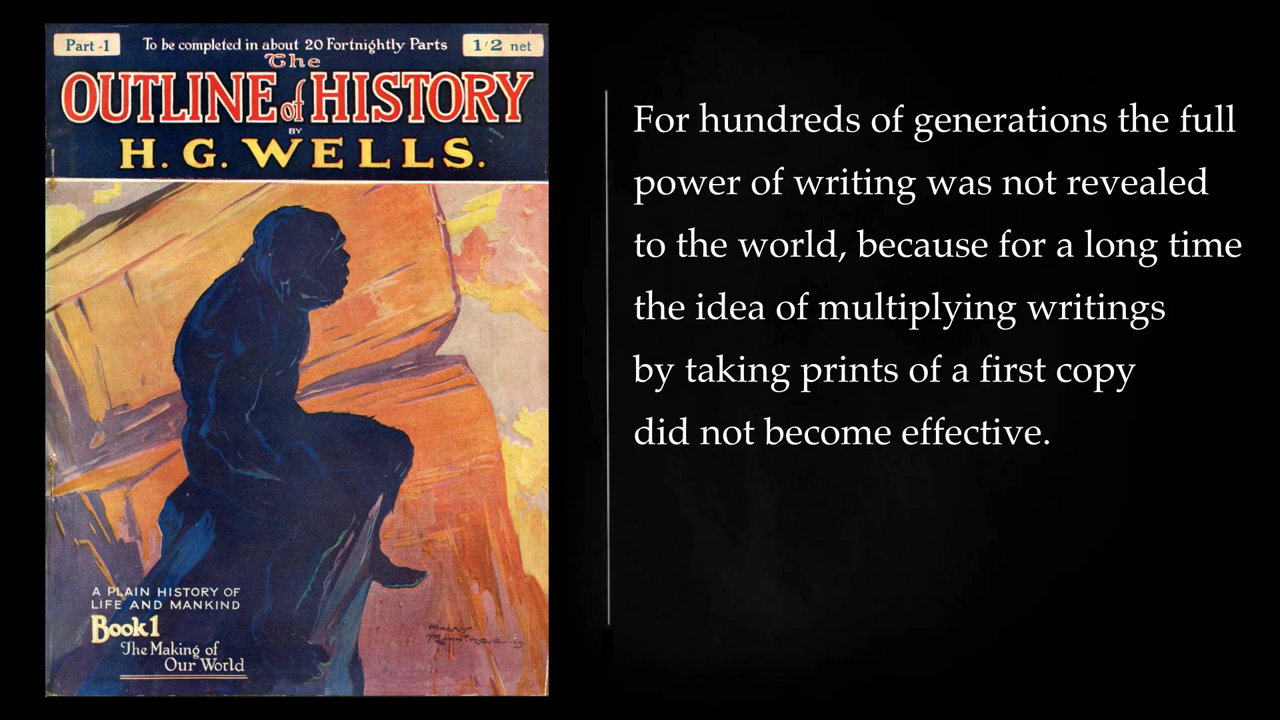 Part -1
To be completed in about 20 Fortnightly Parts
1/2 net
The
OUTLINE of HISTORY
BY
H. G. WELLS.
A PLAIN HISTORY OF
LIFE AND MANKIND
Book 1
The Making of
Our World
For hundreds of generations the full
power of writing was not revealed
to the world, because for a long time
the idea of multiplying writings
by taking prints of a first copy
did not become effective.